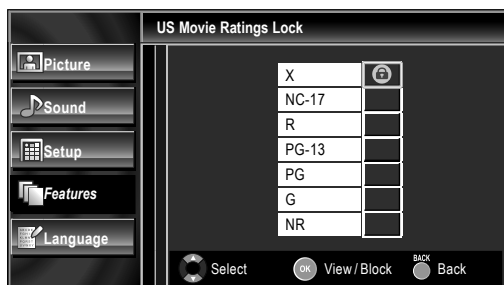 US Movie Ratings Lock
Picture
Sound
Setup
Features
Language
X
NC-17
R
PG-13
PG
G
NR
Select
OK View / Block
BACK Back